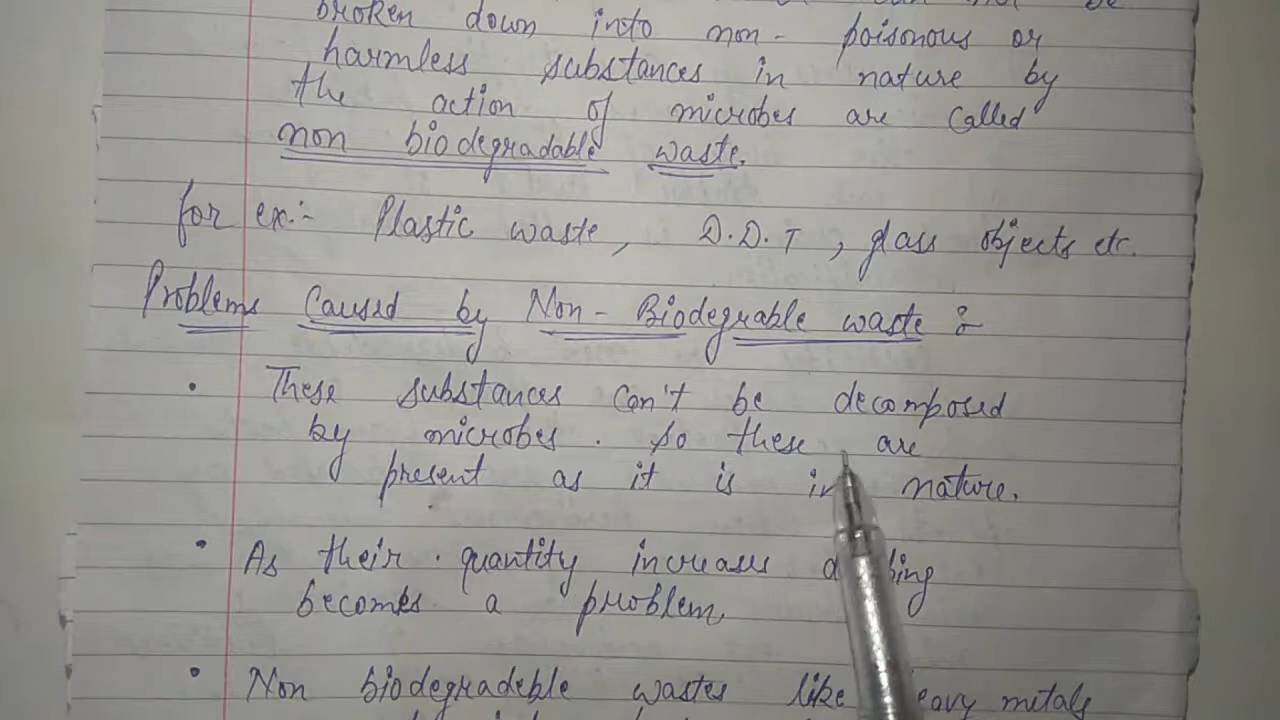 broken down into non - poisonous or
harmless substances in nature by
the action of microbes are called
non biodegradable waste.
for ex:- Plastic waste, D.D.T, glass objects etc.
Problems Caused by Non-Biodegrable waste :-
• These substances can't be decomposed
by microbes. So these are
present as it is in nature.
• As their quantity increases
becomes a problem.
• Non biodegradeble wastes like metals